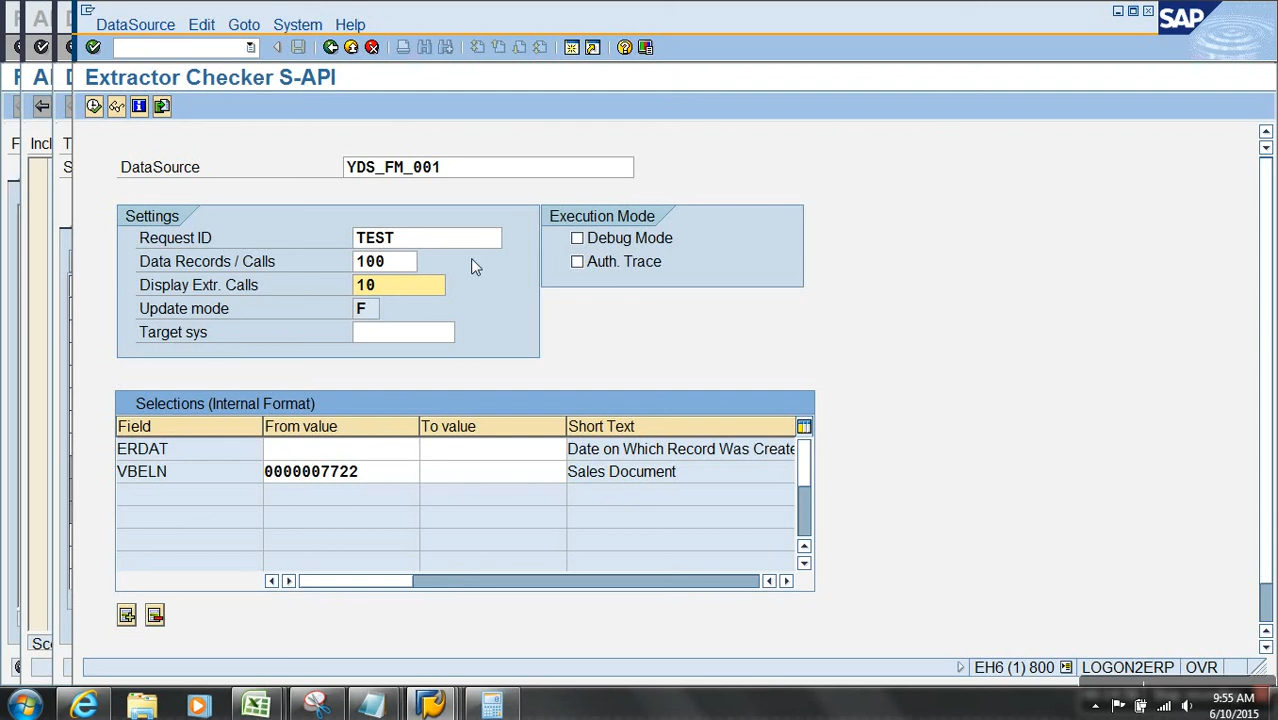 DataSource Edit Goto System Help
SAP
Extractor Checker S-API
DataSource YDS_FM_001
Settings
Request ID TEST
Data Records / Calls 100
Display Extr. Calls 10
Update mode F
Target sys
Execution Mode
Debug Mode
Auth. Trace
Selections (Internal Format)
Field From value To value Short Text
ERDAT Date on Which Record Was Create
VBELN 0000007722 Sales Document
Incl
Sc
EH6 (1) 800 LOGON2ERP OVR
9:55 AM
6/10/2015